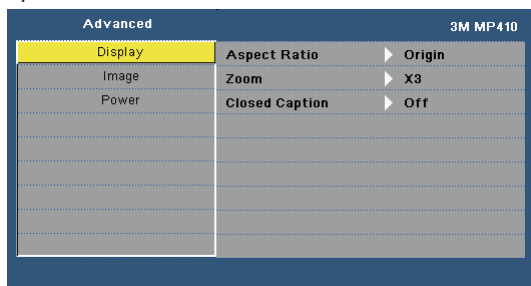 Advanced 3M MP410
Display Aspect Ratio Origin
Image Zoom X3
Power Closed Caption Off